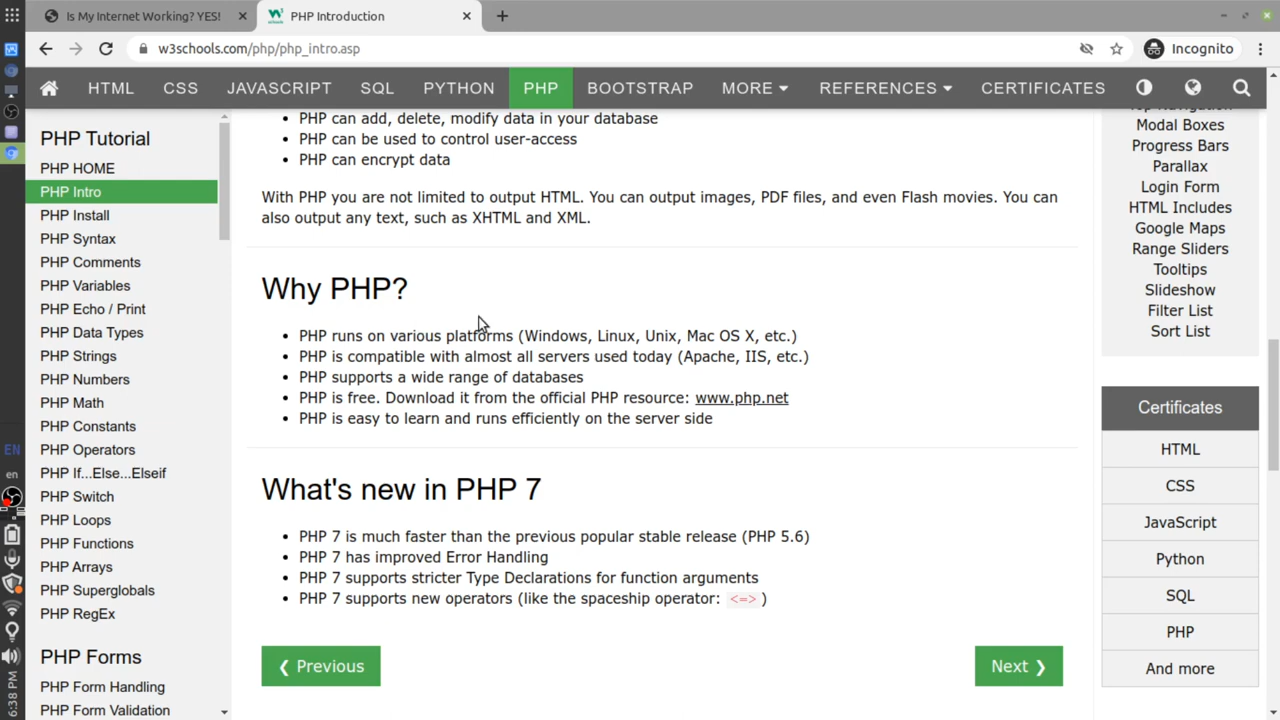 Is My Internet Working? YES!
PHP Introduction
w3schools.com/php/php_intro.asp
Incognito
HTML
CSS
JAVASCRIPT
SQL
PYTHON
PHP
BOOTSTRAP
MORE
REFERENCES
CERTIFICATES
PHP Tutorial
PHP HOME
PHP Intro
PHP Install
PHP Syntax
PHP Comments
PHP Variables
PHP Echo / Print
PHP Data Types
PHP Strings
PHP Numbers
PHP Math
PHP Constants
PHP Operators
PHP If...Else...Elseif
PHP Switch
PHP Loops
PHP Functions
PHP Arrays
PHP Superglobals
PHP RegEx
PHP Forms
PHP Form Handling
PHP Form Validation
PHP can add, delete, modify data in your database
PHP can be used to control user-access
PHP can encrypt data
With PHP you are not limited to output HTML. You can output images, PDF files, and even Flash movies. You can
also output any text, such as XHTML and XML.
Why PHP?
PHP runs on various platforms (Windows, Linux, Unix, Mac OS X, etc.)
PHP is compatible with almost all servers used today (Apache, IIS, etc.)
PHP supports a wide range of databases
PHP is free. Download it from the official PHP resource: www.php.net
PHP is easy to learn and runs efficiently on the server side
What's new in PHP 7
PHP 7 is much faster than the previous popular stable release (PHP 5.6)
PHP 7 has improved Error Handling
PHP 7 supports stricter Type Declarations for function arguments
PHP 7 supports new operators (like the spaceship operator: <=>)
❮ Previous
Next ❯
Top Navigation
Modal Boxes
Progress Bars
Parallax
Login Form
HTML Includes
Google Maps
Range Sliders
Tooltips
Slideshow
Filter List
Sort List
Certificates
HTML
CSS
JavaScript
Python
SQL
PHP
And more
EN
en
6:38 PM